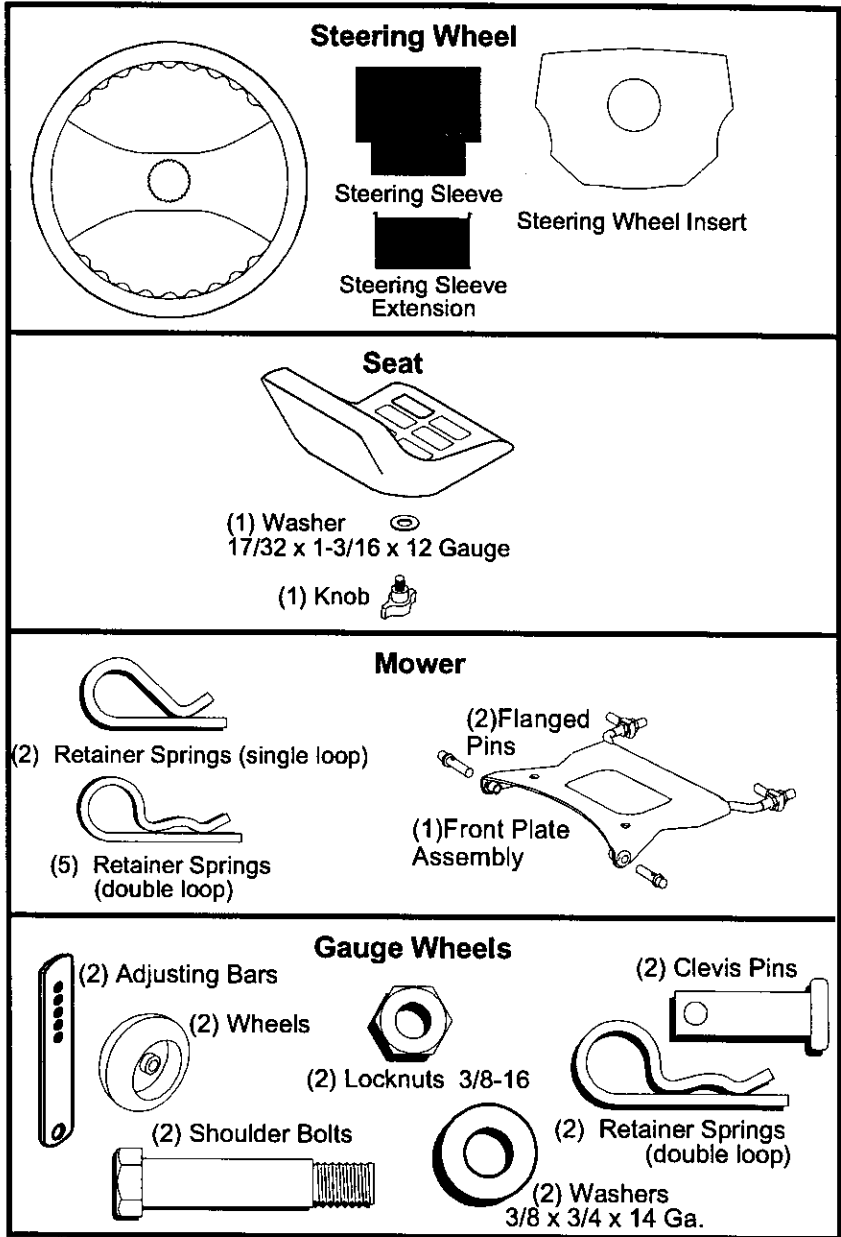 Steering Wheel
Steering Sleeve
Steering Wheel Insert
Steering Sleeve
Extension
Seat
(1) Washer
17/32 x 1-3/16 x 12 Gauge
(1) Knob
Mower
(2) Retainer Springs (single loop)
(5) Retainer Springs
(double loop)
(2)Flanged
Pins
(1)Front Plate
Assembly
Gauge Wheels
(2) Adjusting Bars
(2) Wheels
(2) Locknuts 3/8-16
(2) Clevis Pins
(2) Shoulder Bolts
(2) Washers
3/8 x 3/4 x 14 Ga.
(2) Retainer Springs
(double loop)